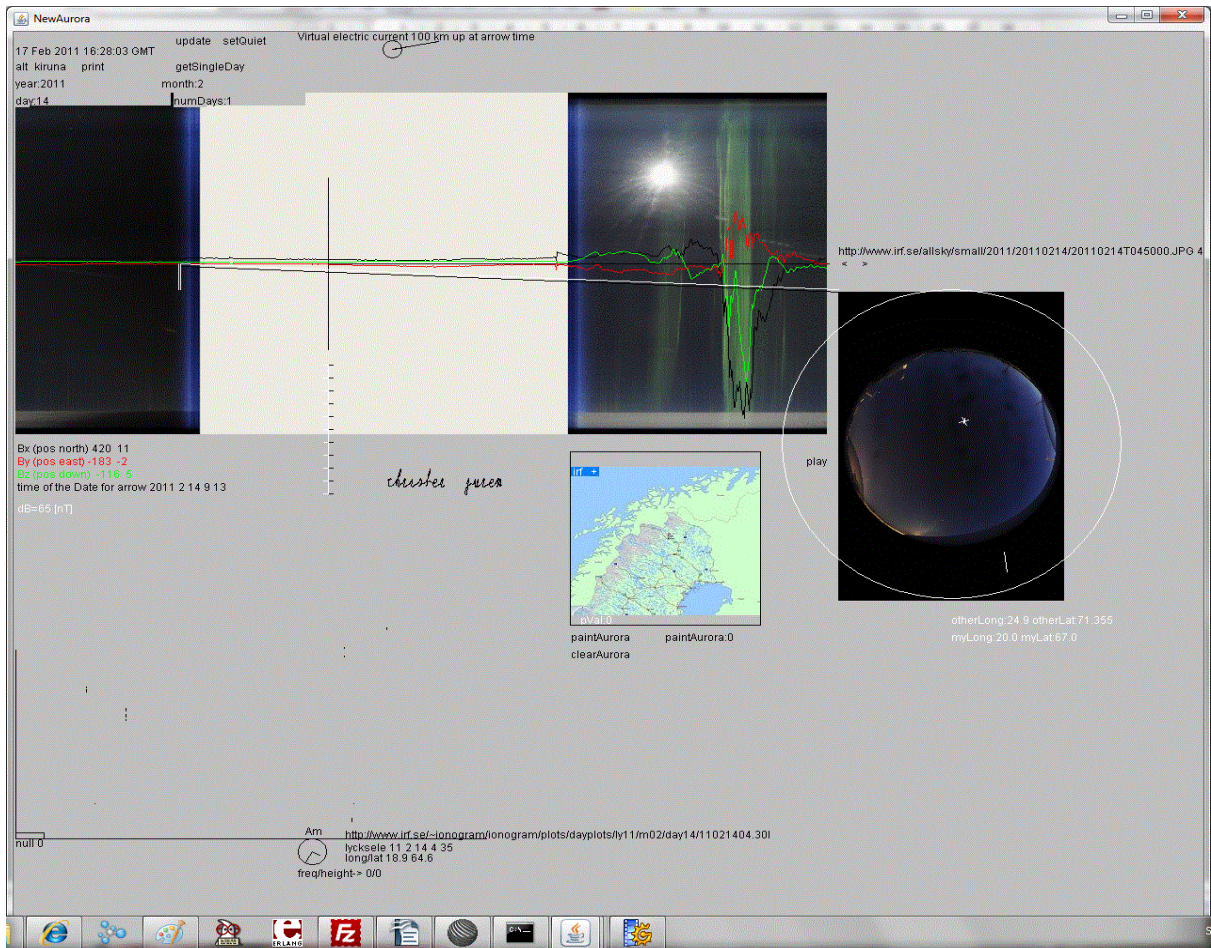 NewAurora
17 Feb 2011 16:28:03 GMT
update setQuiet
Virtual electric current 100 km up at arrow time
alt kiruna print
getSingleDay
year:2011
month:2
day:14
numDays:1
http://www.irf.se/allsky/small/2011/20110214/20110214T045000.JPG 4
< >
Bx (pos north) 420 11
By (pos east) -183 -2
Bz (pos down) -116 5
time of the Date for arrow 2011 2 14 9 13
dB=65 [nT]
irf +
play
pVal:0
paintAurora paintAurora:0
clearAurora
otherLong:24.9 otherLat:71.355
myLong:20.0 myLat:67.0
null 0
Am
http://www.irf.se/~ionogram/ionogram/plots/dayplots/ly11/m02/day14/11021404.30l
lycksele 11 2 14 4 35
long/lat 18.9 64.6
freq/height-> 0/0
ERLANG
FZ
C:\